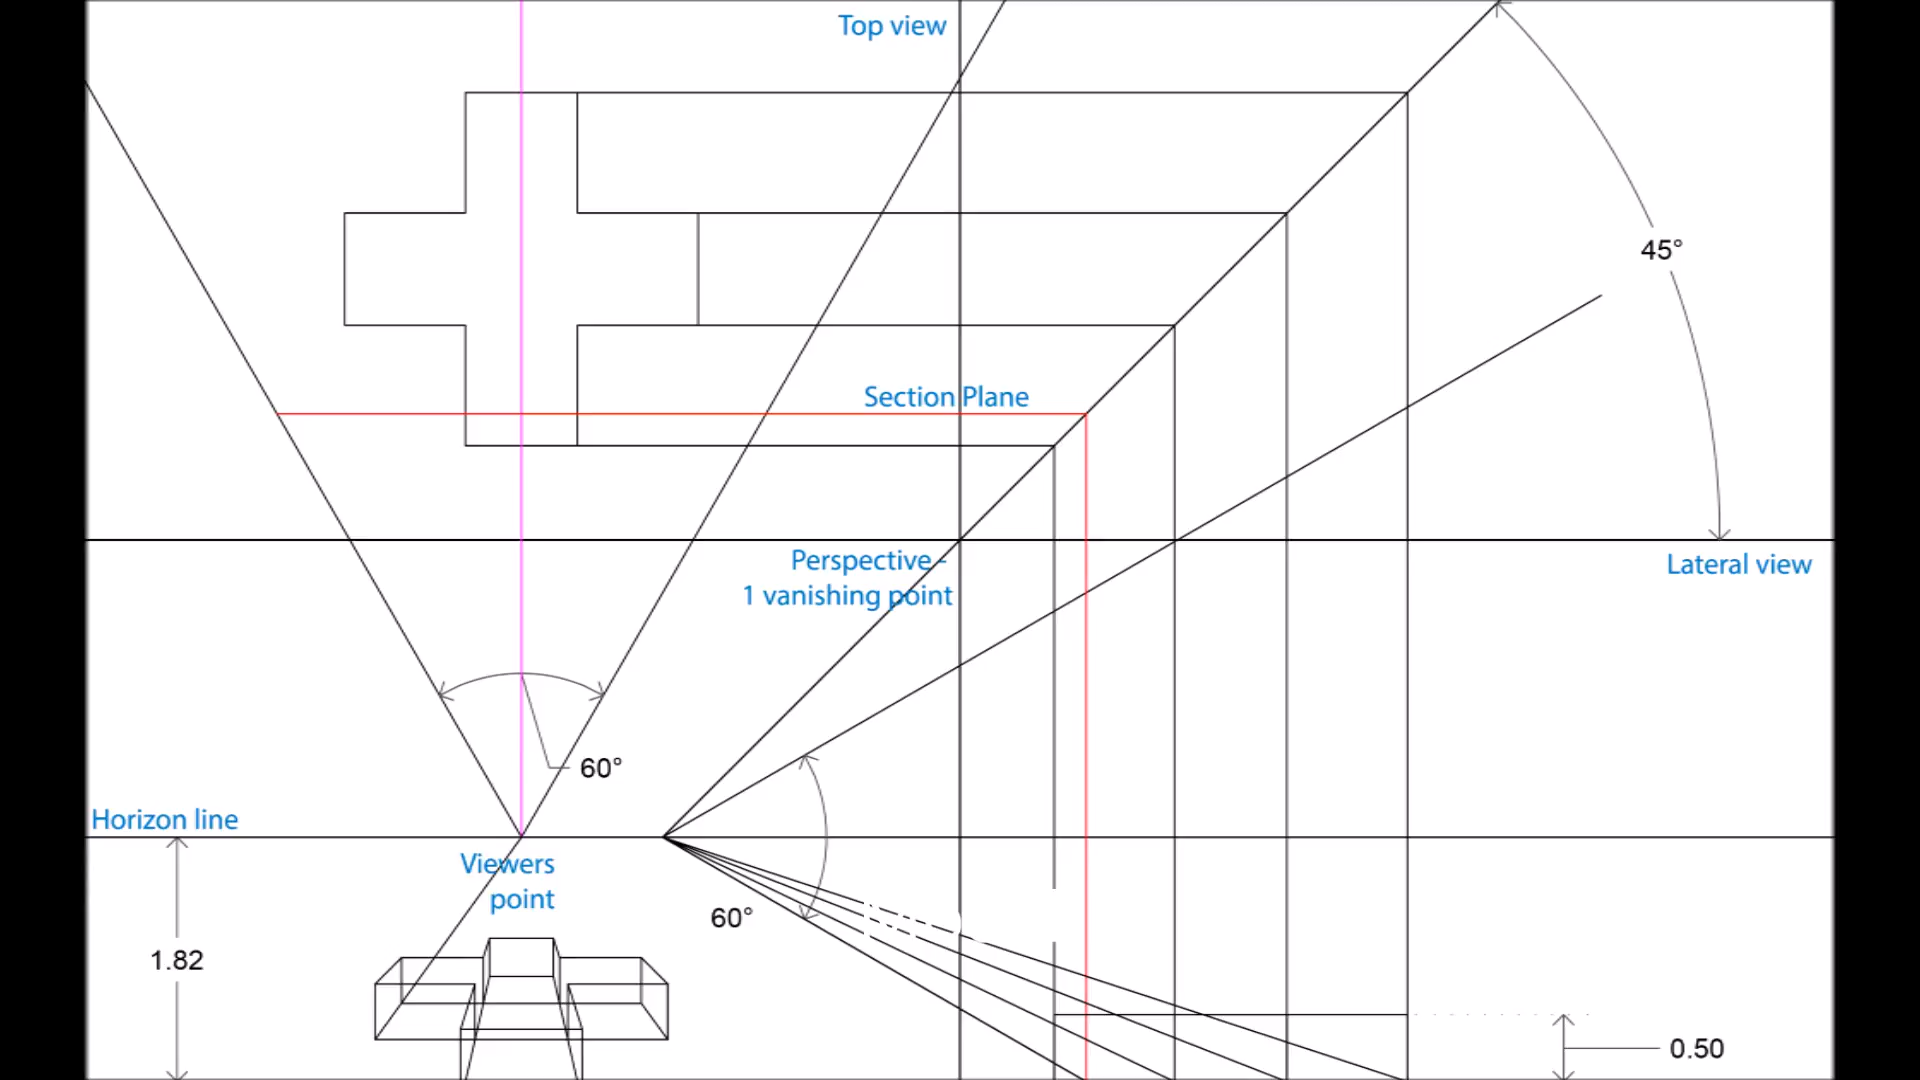 Top view
45°
Section Plane
Perspective -
1 vanishing point
Lateral view
60°
Horizon line
Viewers
point
60°
1.82
0.50